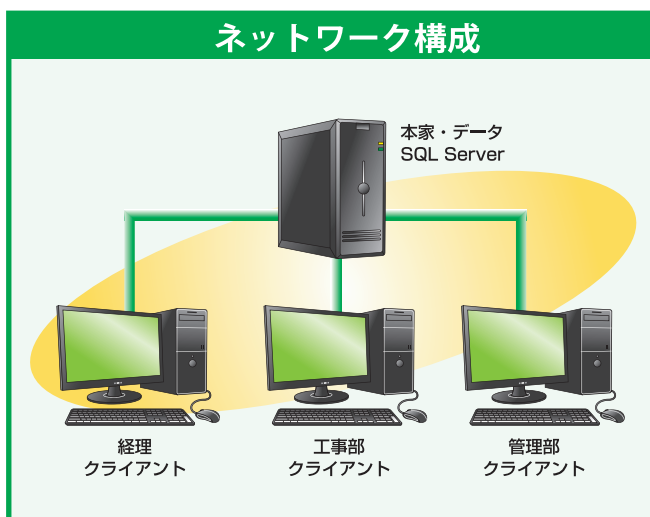 ネットワーク構成
本家・データ
SQL Server
経理
クライアント
工事部
クライアント
管理部
クライアント